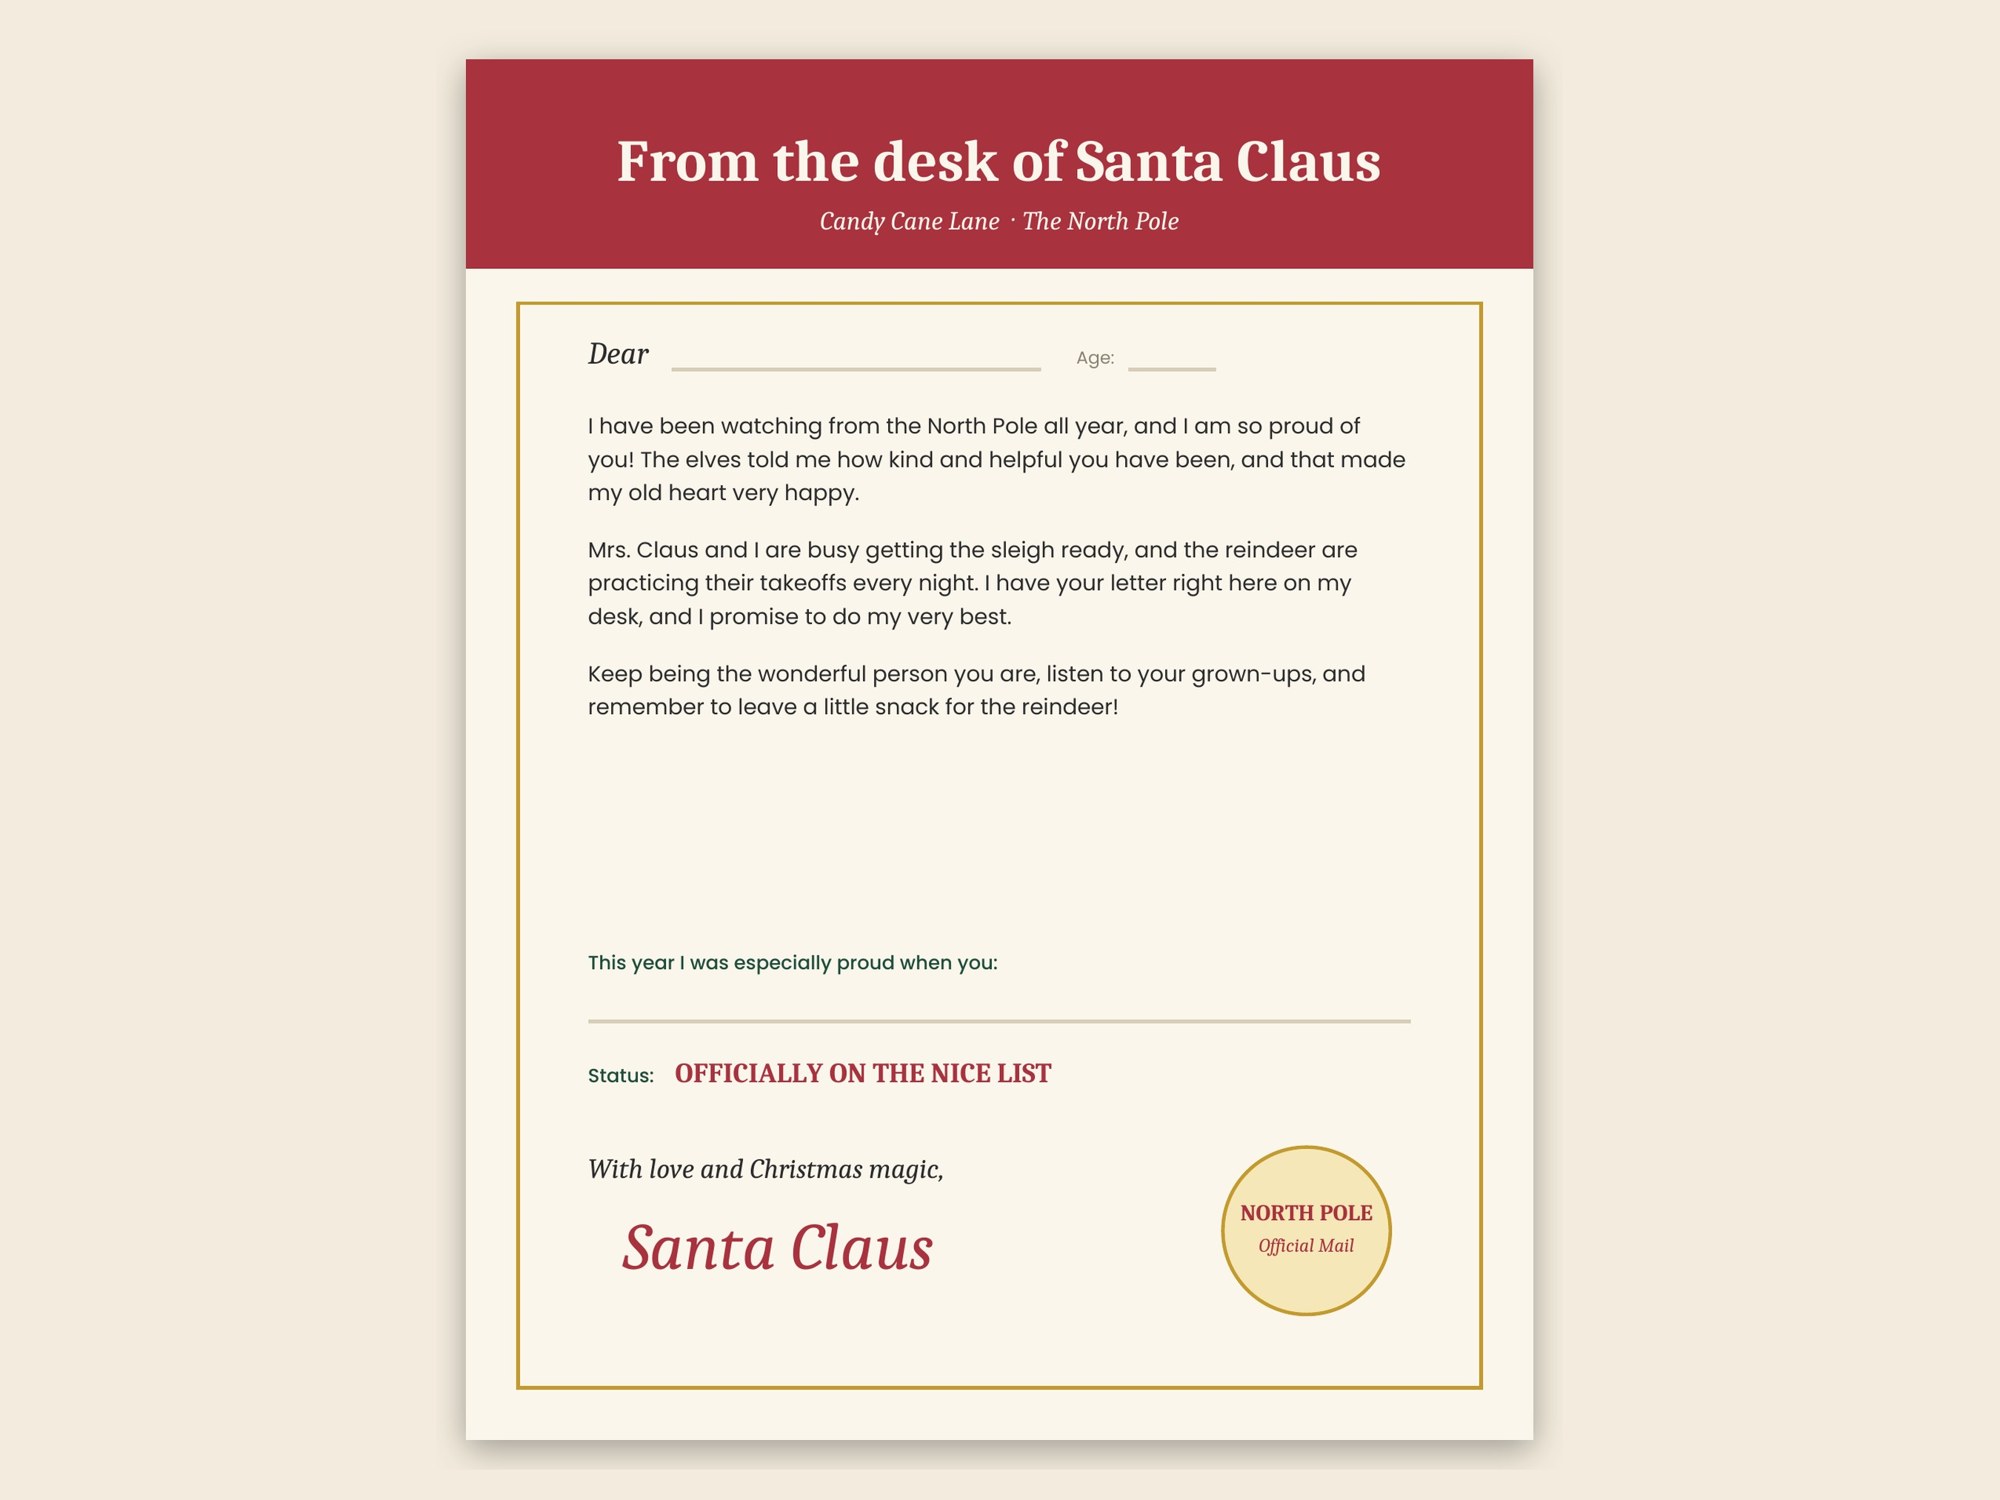 From the desk of Santa Claus
Candy Cane Lane · The North Pole
Dear
Age:
I have been watching from the North Pole all year, and I am so proud of
you! The elves told me how kind and helpful you have been, and that made
my old heart very happy.
Mrs. Claus and I are busy getting the sleigh ready, and the reindeer are
practicing their takeoffs every night. I have your letter right here on my
desk, and I promise to do my very best.
Keep being the wonderful person you are, listen to your grown-ups, and
remember to leave a little snack for the reindeer!
This year I was especially proud when you:
Status: OFFICIALLY ON THE NICE LIST
With love and Christmas magic,
Santa Claus
NORTH POLE
Official Mail